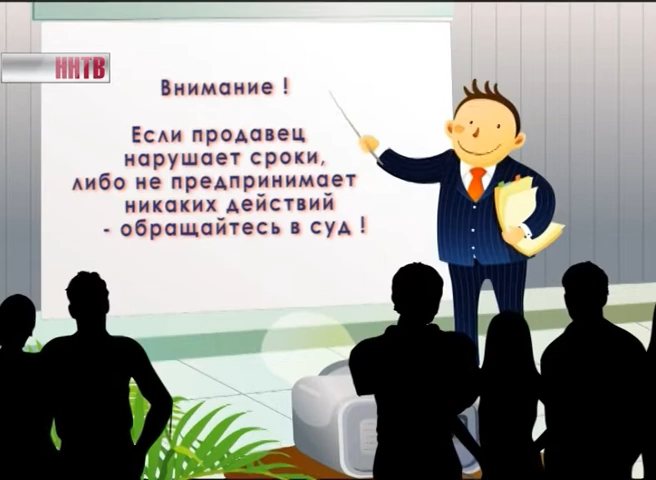 ННТВ
Внимание !
Если продавец
нарушает сроки,
либо не предпринимает
никаких действий
- обращайтесь в суд !